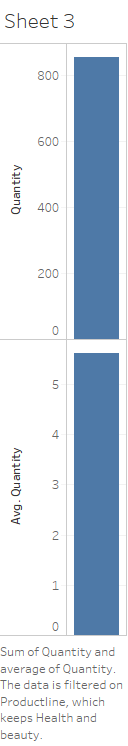 Sheet 3
800
600
400
200
0
Quantity
5
4
3
2
1
0
Avg. Quantity
Sum of Quantity and
average of Quantity.
The data is filtered on
Productline, which
keeps Health and
beauty.